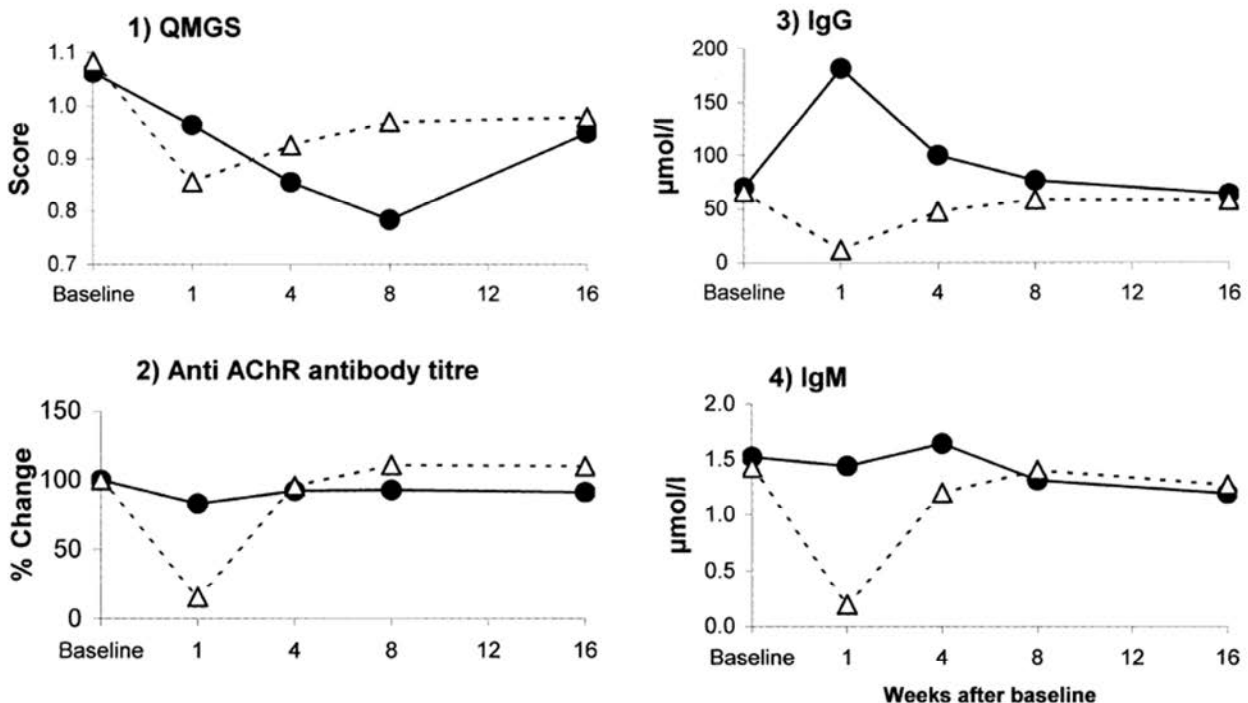 1) QMGS
1.1
1.0
0.9
0.8
0.7
Score
Baseline 1 4 8 12 16
3) IgG
200
150
100
50
0
µmol/l
Baseline 1 4 8 12 16
2) Anti AChR antibody titre
150
100
50
0
% Change
Baseline 1 4 8 12 16
4) IgM
2.0
1.5
1.0
0.5
0.0
µmol/l
Baseline 1 4 8 12 16
Weeks after baseline